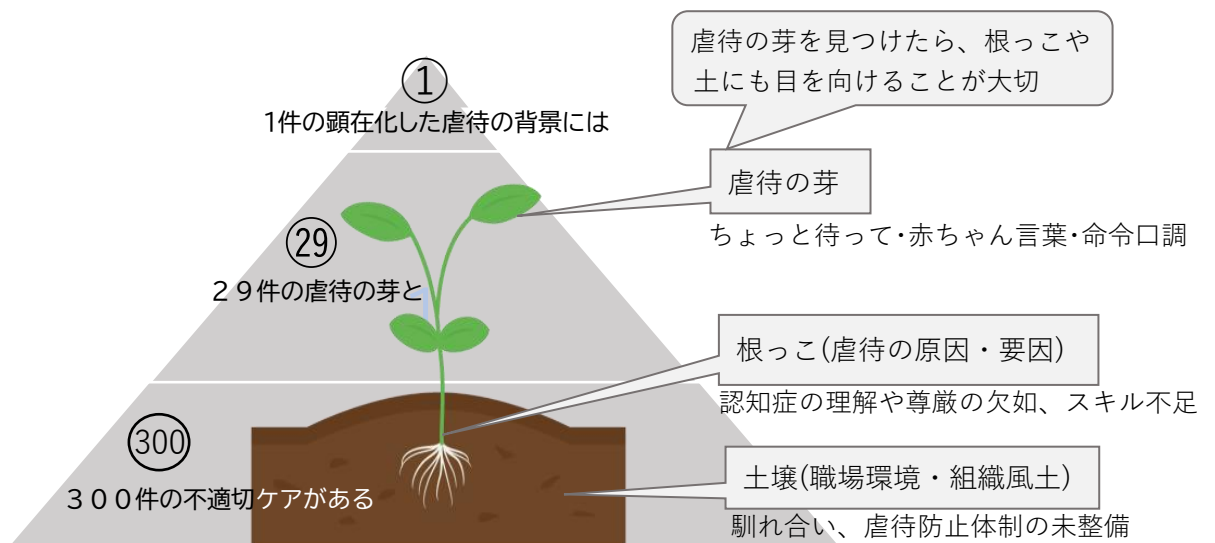 虐待の芽を見つけたら、根っこや
土にも目を向けることが大切
①
1件の顕在化した虐待の背景には
虐待の芽
ちょっと待って・赤ちゃん言葉・命令口調
㉙
２９件の虐待の芽と
根っこ(虐待の原因・要因)
認知症の理解や尊厳の欠如、スキル不足
300
３００件の不適切ケアがある
土壌(職場環境・組織風土)
馴れ合い、虐待防止体制の未整備